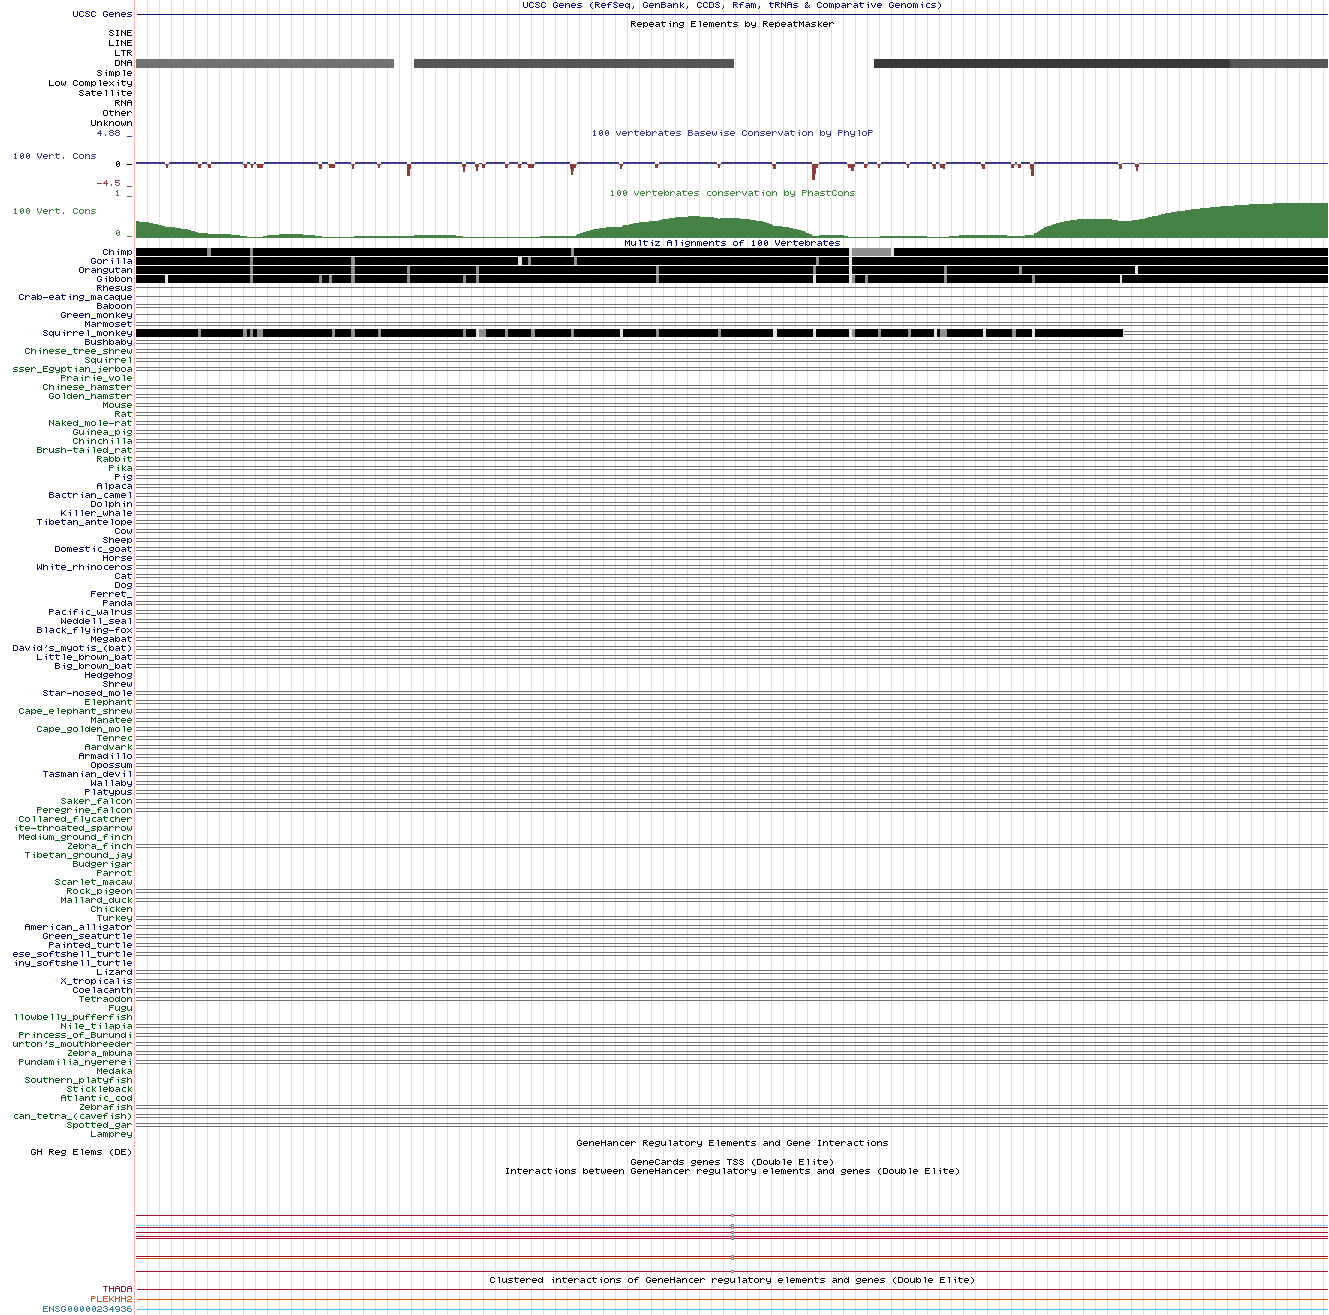 UCSC Genes (RefSeq, GenBank, CCDS, Rfam, tRNAs & Comparative Genomics)
UCSC Genes
Repeating Elements by RepeatMasker
SINE
LINE
LTR
DNA
Simple
Low Complexity
Satellite
RNA
Other
Unknown
4.88 _
100 vertebrates Basewise Conservation by PhyloP
100 Vert. Cons
0 _
-4.5 _
1 _
100 vertebrates conservation by PhastCons
100 Vert. Cons
0 _
Multiz Alignments of 100 Vertebrates
Chimp
Gorilla
Orangutan
Gibbon
Rhesus
Crab-eating_macaque
Baboon
Green_monkey
Marmoset
Squirrel_monkey
Bushbaby
Chinese_tree_shrew
Squirrel
sser_Egyptian_jerboa
Prairie_vole
Chinese_hamster
Golden_hamster
Mouse
Rat
Naked_mole-rat
Guinea_pig
Chinchilla
Brush-tailed_rat
Rabbit
Pika
Pig
Alpaca
Bactrian_camel
Dolphin
Killer_whale
Tibetan_antelope
Cow
Sheep
Domestic_goat
Horse
White_rhinoceros
Cat
Dog
Ferret_
Panda
Pacific_walrus
Weddell_seal
Black_flying-fox
Megabat
David's_myotis_(bat)
Little_brown_bat
Big_brown_bat
Hedgehog
Shrew
Star-nosed_mole
Elephant
Cape_elephant_shrew
Manatee
Cape_golden_mole
Tenrec
Aardvark
Armadillo
Opossum
Tasmanian_devil
Wallaby
Platypus
Saker_falcon
Peregrine_falcon
Collared_flycatcher
ite-throated_sparrow
Medium_ground_finch
Zebra_finch
Tibetan_ground_jay
Budgerigar
Parrot
Scarlet_macaw
Rock_pigeon
Mallard_duck
Chicken
Turkey
American_alligator
Green_seaturtle
Painted_turtle
ese_softshell_turtle
iny_softshell_turtle
Lizard
X_tropicalis
Coelacanth
Tetraodon
Fugu
llowbelly_pufferfish
Nile_tilapia
Princess_of_Burundi
urton's_mouthbreeder
Zebra_mbuna
Pundamilia_nyererei
Medaka
Southern_platyfish
Stickleback
Atlantic_cod
Zebrafish
can_tetra_(cavefish)
Spotted_gar
Lamprey
GeneHancer Regulatory Elements and Gene Interactions
GH Reg Elems (DE)
GeneCards genes TSS (Double Elite)
Interactions between GeneHancer regulatory elements and genes (Double Elite)
Clustered interactions of GeneHancer regulatory elements and genes (Double Elite)
THADA
PLEKHH2
ENSG00000234936